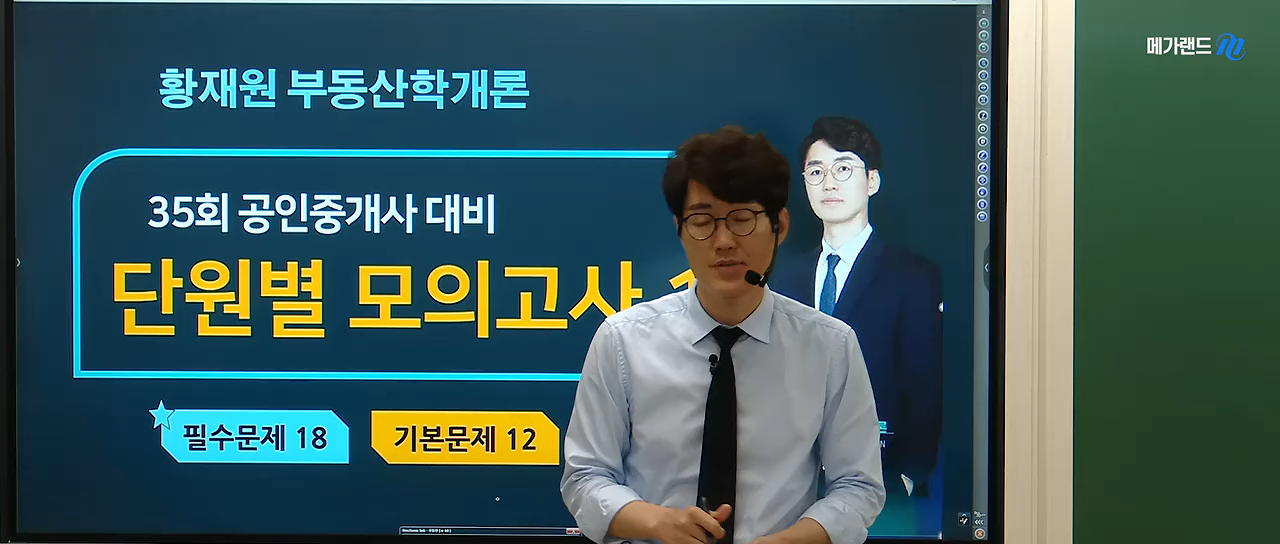 메가랜드
황재원 부동산학개론
35회 공인중개사 대비
단원별 모의고사
필수문제 18
기본문제 12